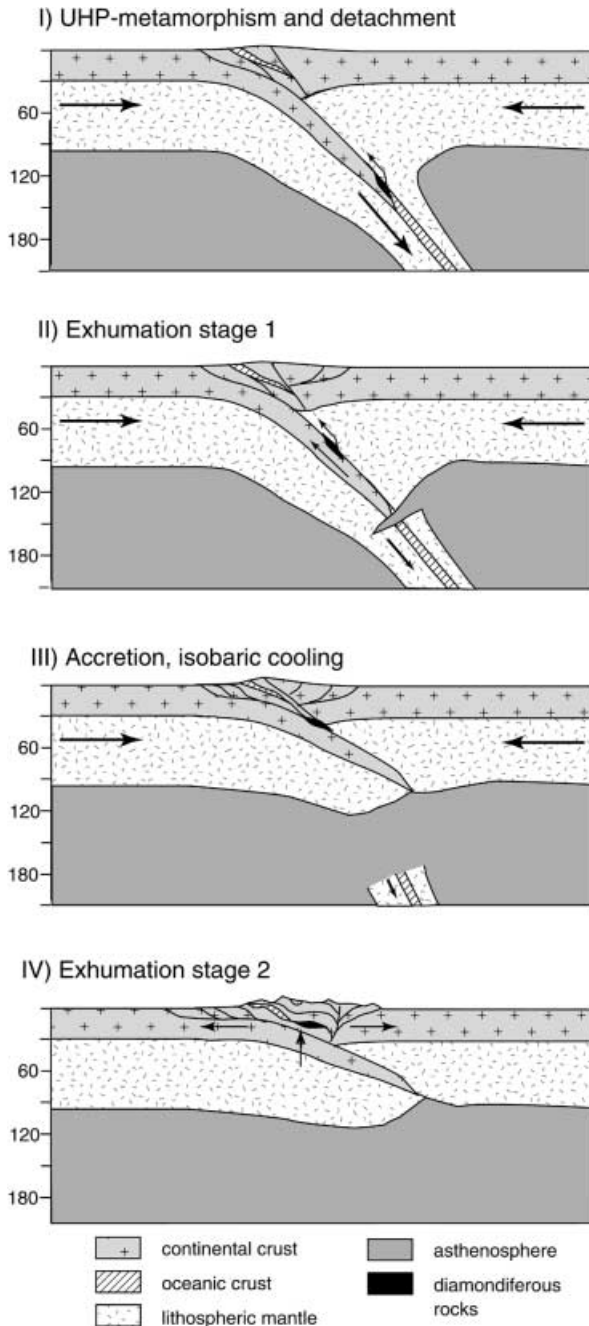 I) UHP-metamorphism and detachment
60
120
180
II) Exhumation stage 1
60
120
180
III) Accretion, isobaric cooling
60
120
180
IV) Exhumation stage 2
60
120
180
continental crust
oceanic crust
lithospheric mantle
asthenosphere
diamondiferous
rocks